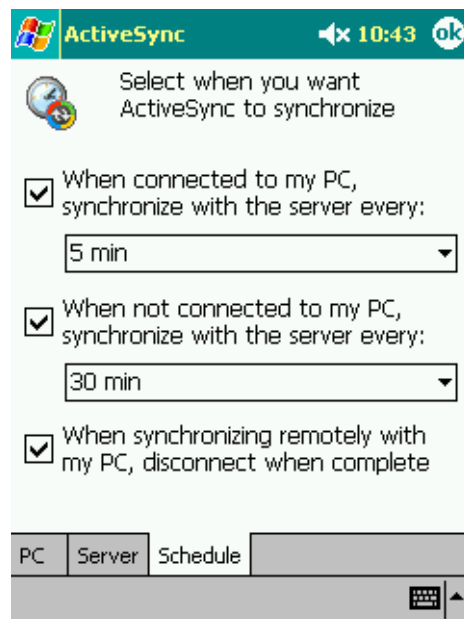 ActiveSync 10:43 ok
Select when you want
ActiveSync to synchronize
When connected to my PC,
synchronize with the server every:
5 min
When not connected to my PC,
synchronize with the server every:
30 min
When synchronizing remotely with
my PC, disconnect when complete
PC Server Schedule